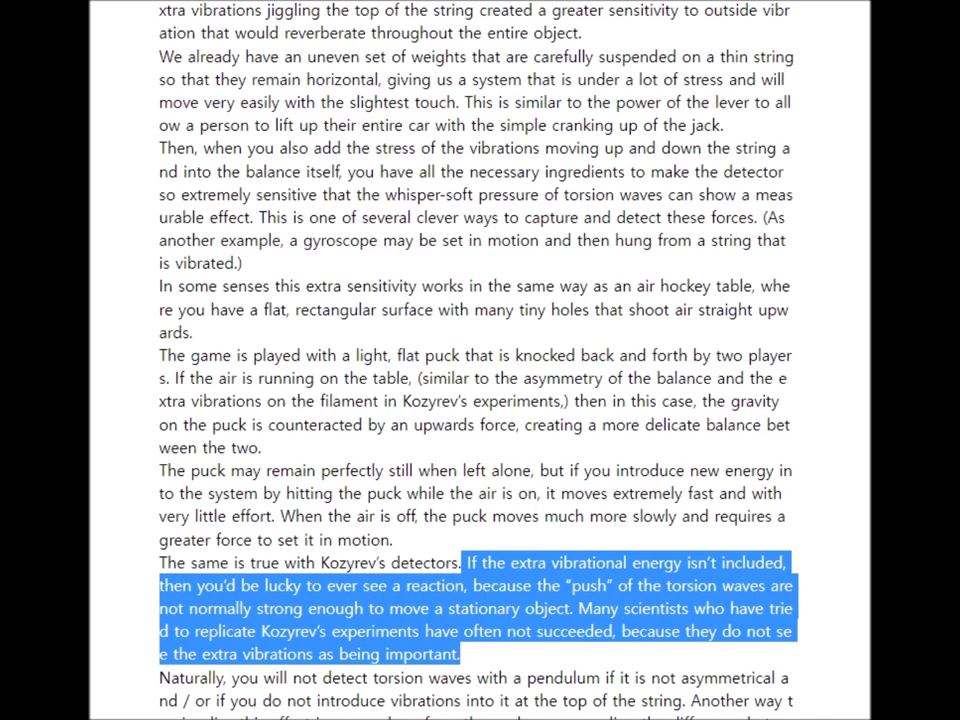 xtra vibrations jiggling the top of the string created a greater sensitivity to outside vibr
ation that would reverberate throughout the entire object.
We already have an uneven set of weights that are carefully suspended on a thin string
so that they remain horizontal, giving us a system that is under a lot of stress and will
move very easily with the slightest touch. This is similar to the power of the lever to all
ow a person to lift up their entire car with the simple cranking up of the jack.
Then, when you also add the stress of the vibrations moving up and down the string a
nd into the balance itself, you have all the necessary ingredients to make the detector
so extremely sensitive that the whisper-soft pressure of torsion waves can show a meas
urable effect. This is one of several clever ways to capture and detect these forces. (As
another example, a gyroscope may be set in motion and then hung from a string that
is vibrated.)
In some senses this extra sensitivity works in the same way as an air hockey table, whe
re you have a flat, rectangular surface with many tiny holes that shoot air straight upw
ards.
The game is played with a light, flat puck that is knocked back and forth by two player
s. If the air is running on the table, (similar to the asymmetry of the balance and the e
xtra vibrations on the filament in Kozyrev's experiments,) then in this case, the gravity
on the puck is counteracted by an upwards force, creating a more delicate balance bet
ween the two.
The puck may remain perfectly still when left alone, but if you introduce new energy in
to the system by hitting the puck while the air is on, it moves extremely fast and with
very little effort. When the air is off, the puck moves much more slowly and requires a
greater force to set it in motion.
The same is true with Kozyrev's detectors. If the extra vibrational energy isn't included,
then you'd be lucky to ever see a reaction, because the "push" of the torsion waves are
not normally strong enough to move a stationary object. Many scientists who have trie
d to replicate Kozyrev's experiments have often not succeeded, because they do not se
e the extra vibrations as being important.
Naturally, you will not detect torsion waves with a pendulum if it is not asymmetrical a
nd / or if you do not introduce vibrations into it at the top of the string. Another way t